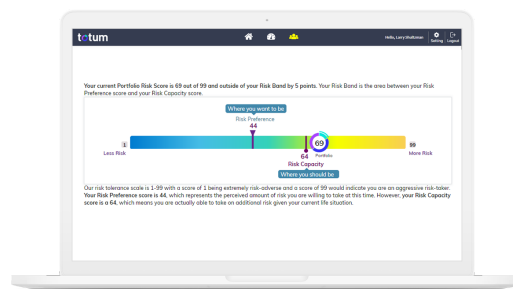 totum
Hello, Larry Shatsman
Setting
Logout
Your current Portfolio Risk Score is 69 out of 99 and outside of your Risk Band by 5 points. Your Risk Band is the area between your Risk
Preference score and your Risk Capacity score.
Where you want to be
Risk Preference
44
1
69
99
Less Risk
64
Portfolio
More Risk
Risk Capacity
Where you should be
Our risk tolerance scale is 1-99 with a score of 1 being extremely risk-adverse and a score of 99 would indicate you are an aggressive risk-taker.
Your Risk Preference score is 44, which represents the perceived amount of risk you are willing to take at this time. However, your Risk Capacity
score is a 64, which means you are actually able to take on additional risk given your current life situation.